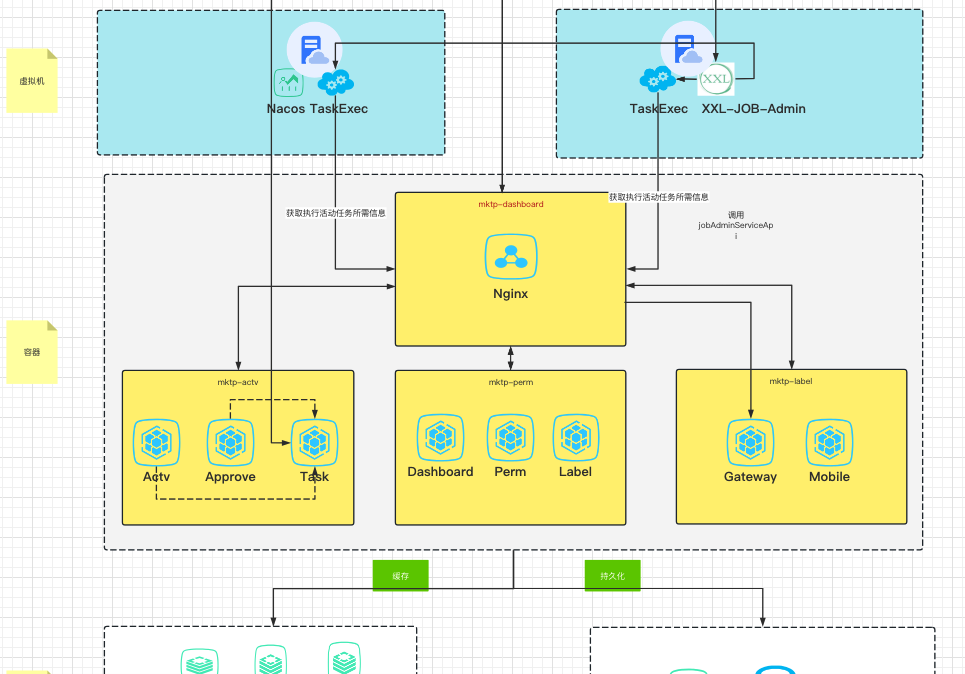 虚拟机
Nacos TaskExec
TaskExec XXL-JOB-Admin
XXL
获取执行活动任务所需信息
获取执行活动任务所需信息
mktp-dashboard
调用
jobAdminServiceAp
i
Nginx
容器
mktp-actv
mktp-perm
mktp-label
Actv
Approve
Task
Dashboard
Perm
Label
Gateway
Mobile
缓存
持久化